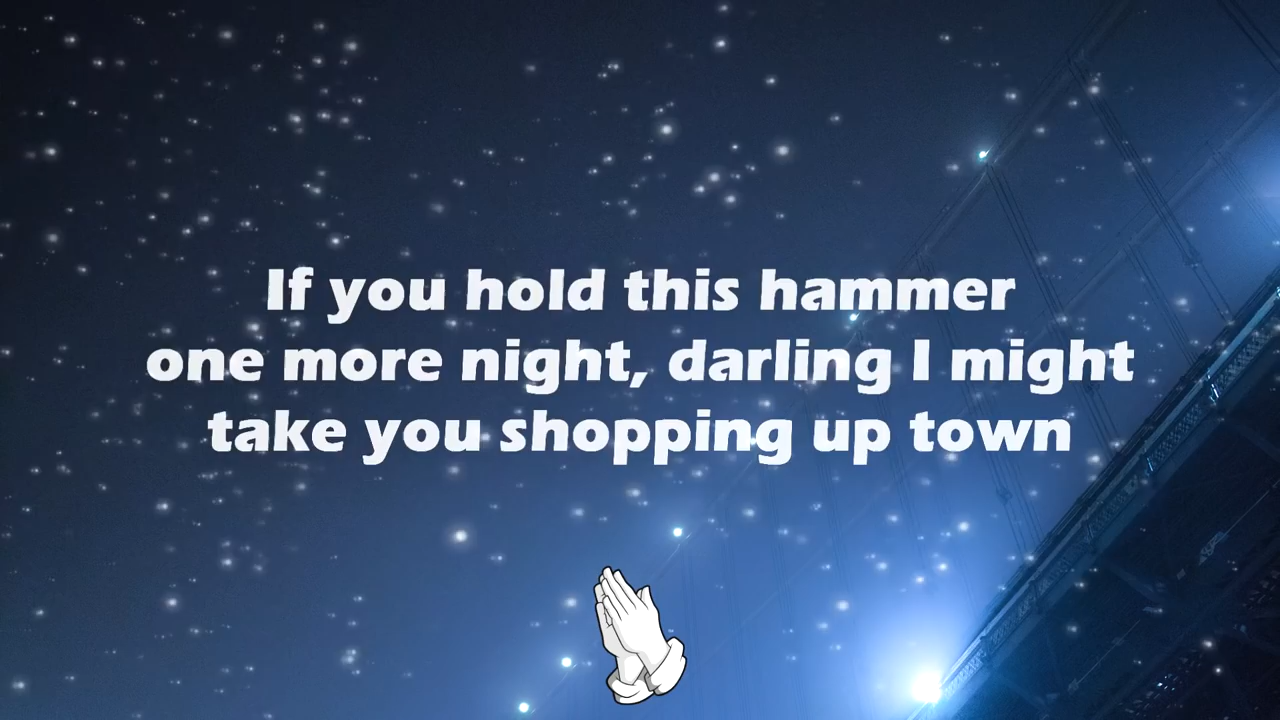 If you hold this hammer
one more night, darling I might
take you shopping up town